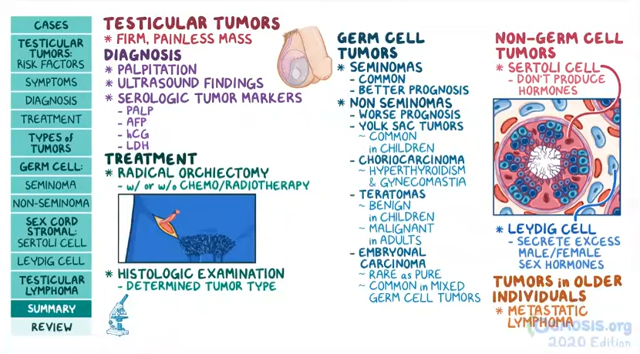 CASES
TESTICULAR
TUMORS:
RISK FACTORS
SYMPTOMS
DIAGNOSIS
TREATMENT
TYPES of
TUMORS
GERM CELL:
SEMINOMA
NON-SEMINOMA
SEX CORD
STROMAL:
SERTOLI CELL
LEYDIG CELL
TESTICULAR
LYMPHOMA
SUMMARY
REVIEW
TESTICULAR TUMORS
* FIRM, PAINLESS MASS
DIAGNOSIS
* PALPITATION
* ULTRASOUND FINDINGS
* SEROLOGIC TUMOR MARKERS
- PALP
- AFP
- hCG
- LDH
TREATMENT
* RADICAL ORCHIECTOMY
- w/ or w/o CHEMO/RADIOTHERAPY
* HISTOLOGIC EXAMINATION
- DETERMINED TUMOR TYPE
GERM CELL
TUMORS
* SEMINOMAS
- COMMON
- BETTER PROGNOSIS
* NON SEMINOMAS
- WORSE PROGNOSIS
- YOLK SAC TUMORS
~ COMMON
in CHILDREN
- CHORIOCARCINOMA
~ HYPERTHYROIDISM
& GYNECOMASTIA
- TERATOMAS
~ BENIGN
in CHILDREN
~ MALIGNANT
in ADULTS
- EMBRYONAL
CARCINOMA
~ RARE as PURE
~ COMMON in MIXED
GERM CELL TUMORS
NON-GERM CELL
TUMORS
* SERTOLI CELL
- DON'T PRODUCE
HORMONES
* LEYDIG CELL
- SECRETE EXCESS
MALE/FEMALE
SEX HORMONES
TUMORS in OLDER
INDIVIDUALS
* METASTATIC
LYMPHOMA
OSMOSIS.org
2020 Edition